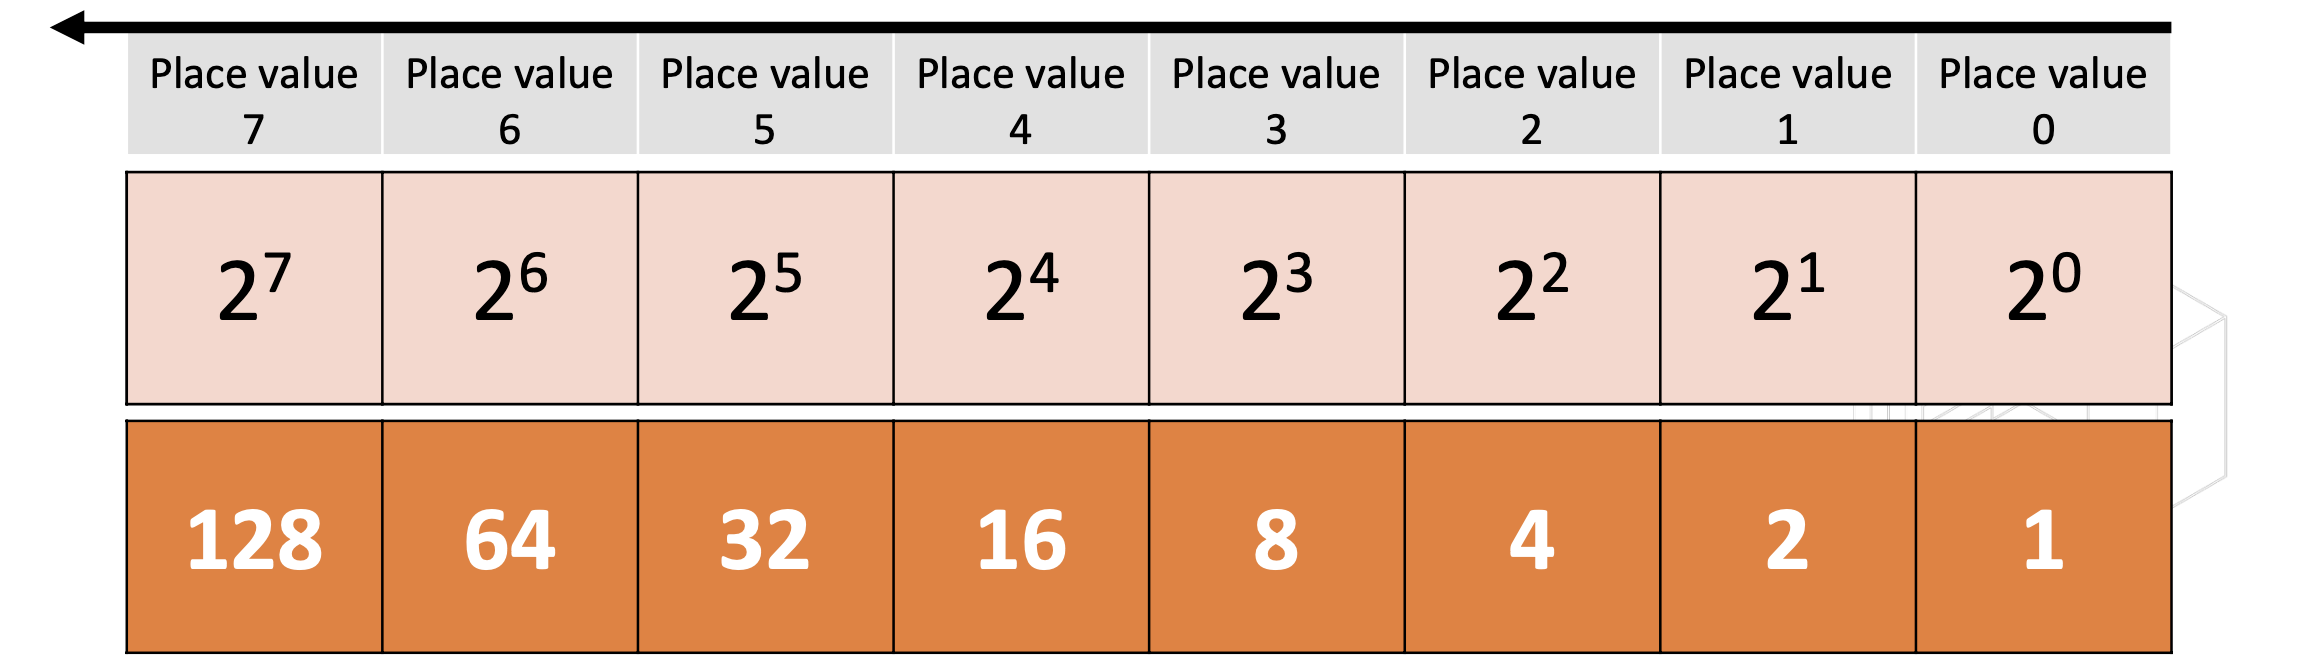 Place value Place value Place value Place value Place value Place value Place value Place value
7 6 5 4 3 2 1 0
2⁷ 2⁶ 2⁵ 2⁴ 2³ 2² 2¹ 2⁰
128 64 32 16 8 4 2 1